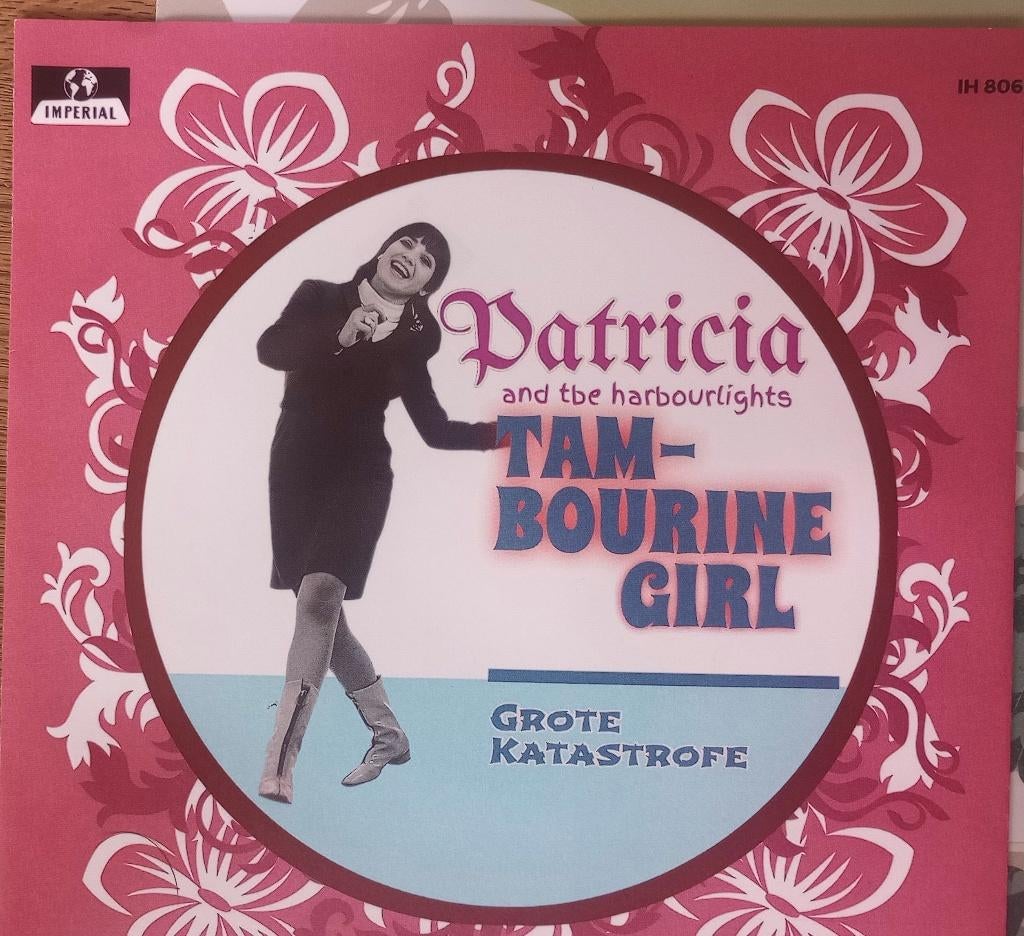 IMPERIAL
IH 806
Patricia
and tbe harbourlights
TAM-
BOURINE
GIRL
GROTE
KATASTROFE